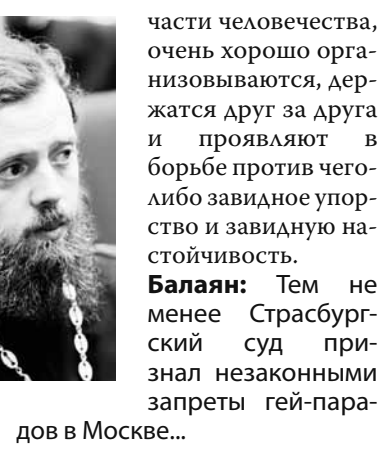 части человечества,
очень хорошо орга-
низовываются, дер-
жатся друг за друга
и проявляют в
борьбе против чего-
либо завидное упор-
ство и завидную на-
стойчивость.
Балаян: Тем не
менее Страсбург-
ский суд при-
знал незаконными
запреты гей-пара-
дов в Москве...